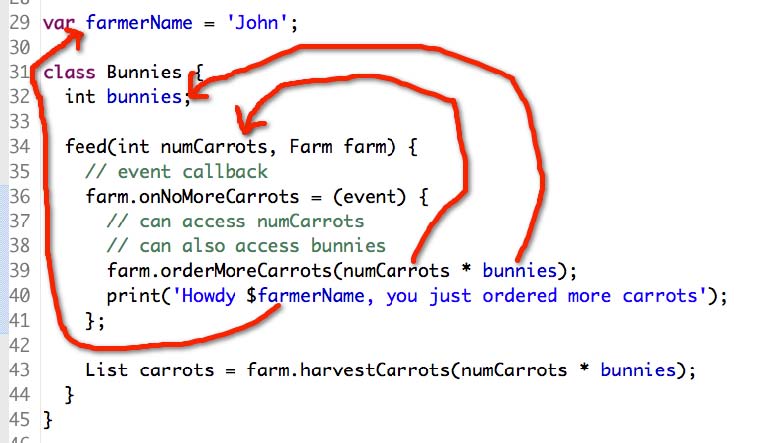 29 var farmerName = 'John';
30
31 class Bunnies {
32   int bunnies;
33
34   feed(int numCarrots, Farm farm) {
35     // event callback
36     farm.onNoMoreCarrots = (event) {
37       // can access numCarrots
38       // can also access bunnies
39       farm.orderMoreCarrots(numCarrots * bunnies);
40       print('Howdy $farmerName, you just ordered more carrots');
41     };
42
43     List carrots = farm.harvestCarrots(numCarrots * bunnies);
44   }
45 }